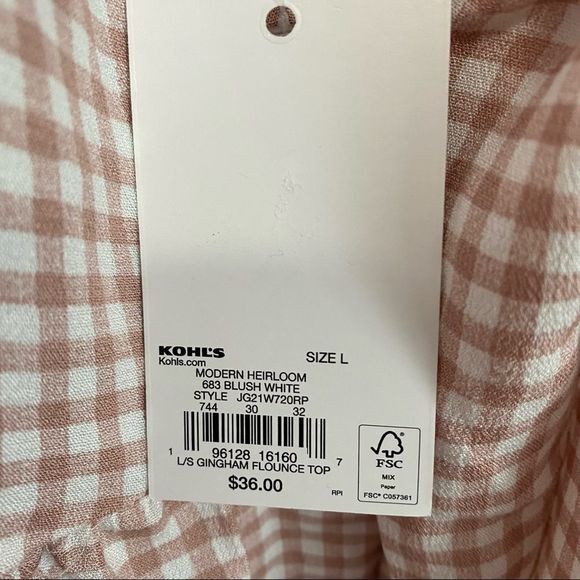 KOHL'S SIZE L
Kohls.com
MODERN HEIRLOOM
683 BLUSH WHITE
STYLE JG21W720RP
744 30 32
1 96128 16160 7
L/S GINGHAM FLOUNCE TOP
$36.00
RPI
FSC
MIX
Paper
FSC® C057361